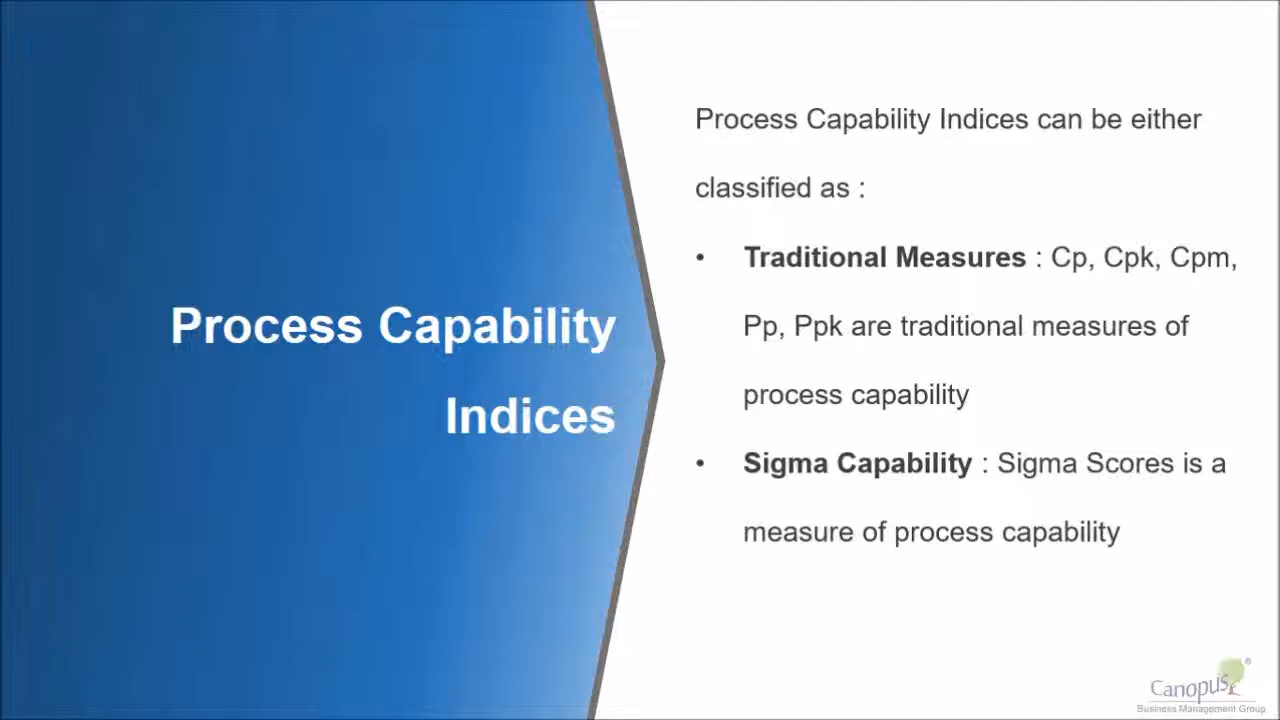 Process Capability
Indices
Process Capability Indices can be either
classified as :
• Traditional Measures : Cp, Cpk, Cpm,
Pp, Ppk are traditional measures of
process capability
• Sigma Capability : Sigma Scores is a
measure of process capability
Canopus®
Business Management Group